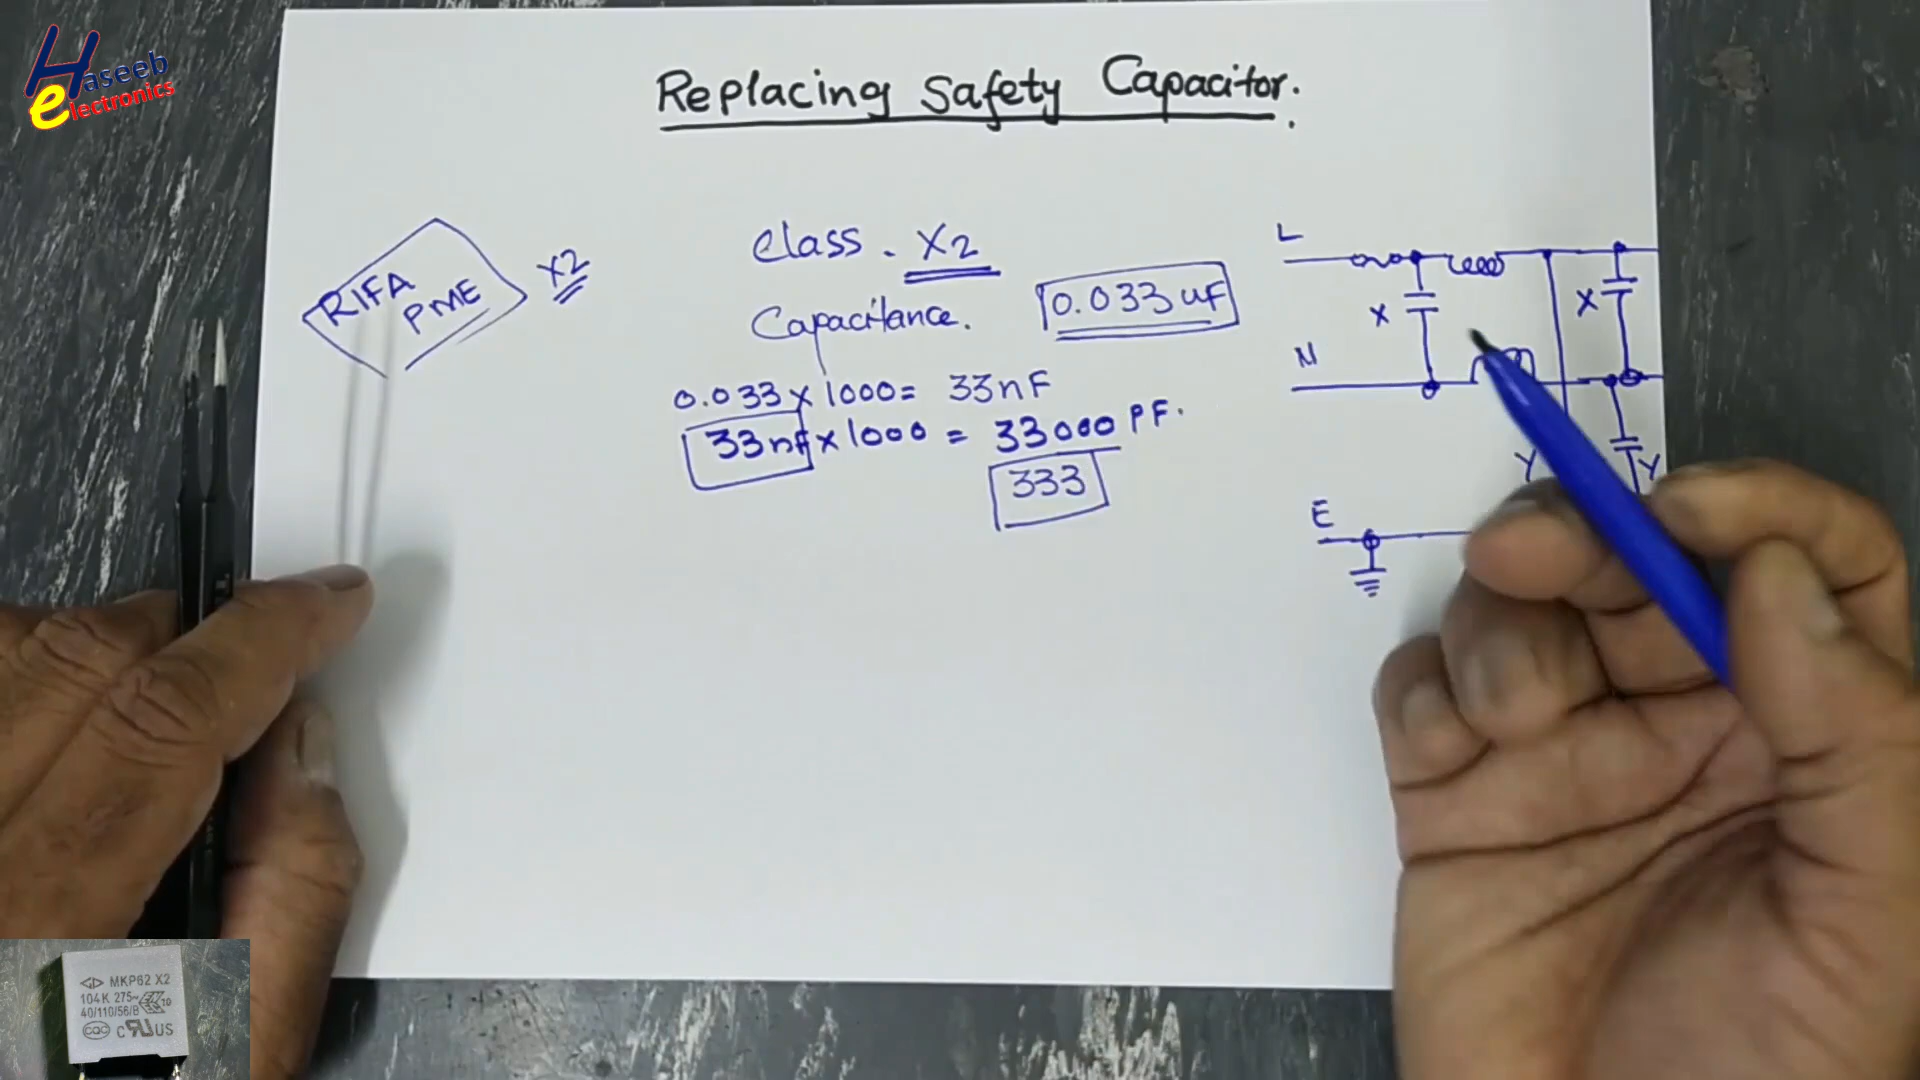 Haseeb
electronics
Replacing Safety Capacitor.
RIFA
PME
X2
Class . X2
Capacitance.
0.033 uF
0.033 x 1000 = 33nF
33nF x 1000 = 33000 PF.
333
L
X
X
N
Y
Y
E
MKP62 X2
104K 275~
40/110/56/B
CQC c US